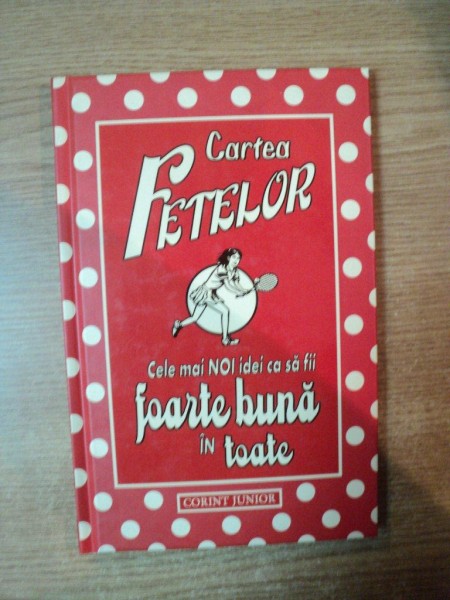 Cartea
FETELOR
Cele mai NOI idei ca să fii
foarte bună
ÎN toate
CORINT JUNIOR